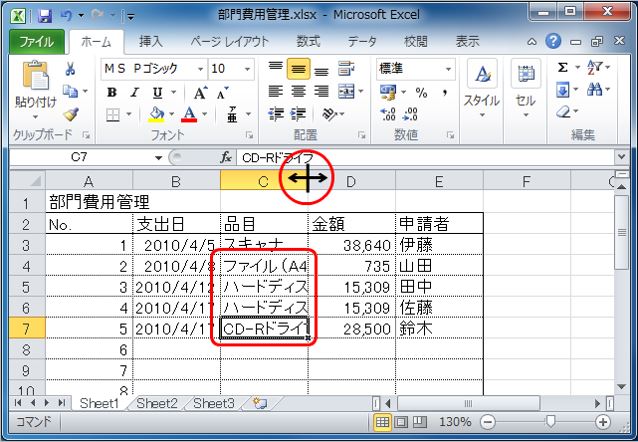 部門費用管理.xlsx - Microsoft Excel
ファイル ホーム 挿入 ページ レイアウト 数式 データ 校閲 表示
ＭＳ Ｐゴシック 10 標準
貼り付け B I U A A % , スタイル セル Σ
クリップボード フォント 配置 数値 編集
C7 fx CD-Rドライブ
A B C D E F
1 部門費用管理
2 No. 支出日 品目 金額 申請者
3 1 2010/4/5 スキャナ 38,640 伊藤
4 2 2010/4/8 ファイル（A4 735 山田
5 3 2010/4/12 ハードディス 15,309 田中
6 4 2010/4/17 ハードディス 15,309 佐藤
7 5 2010/4/17 CD-Rドライ 28,500 鈴木
8 6
9 7
10 8
Sheet1 Sheet2 Sheet3
コマンド 130%